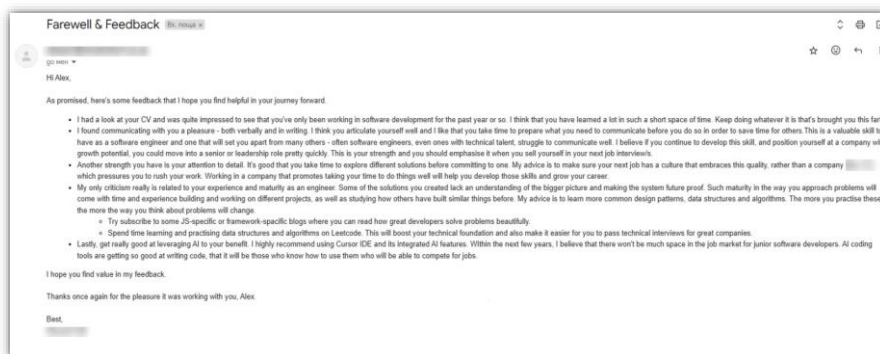 Farewell & Feedback Вх. пошта ×
до мен
Hi Alex,
As promised, here's some feedback that I hope you find helpful in your journey forward.
• I had a look at your CV and was quite impressed to see that you've only been working in software development for the past year or so. I think that you have learned a lot in such a short space of time. Keep doing whatever it is that's brought you this far
• I found communicating with you a pleasure - both verbally and in writing. I think you articulate yourself well and I like that you take time to prepare what you need to communicate before you do so in order to save time for others.This is a valuable skill to
have as a software engineer and one that will set you apart from many others - often software engineers, even ones with technical talent, struggle to communicate well. I believe if you continue to develop this skill, and position yourself at a company wi
growth potential, you could move into a senior or leadership role pretty quickly. This is your strength and you should emphasise it when you sell yourself in your next job interview/s.
• Another strength you have is your attention to detail. It's good that you take time to explore different solutions before committing to one. My advice is to make sure your next job has a culture that embraces this quality, rather than a company
which pressures you to rush your work. Working in a company that promotes taking your time to do things well will help you develop those skills and grow your career.
• My only criticism really is related to your experience and maturity as an engineer. Some of the solutions you created lack an understanding of the bigger picture and making the system future proof. Such maturity in the way you approach problems will
come with time and experience building and working on different projects, as well as studying how others have built similar things before. My advice is to learn more common design patterns, data structures and algorithms. The more you practise these
the more the way you think about problems will change.
○ Try subscribe to some JS-specific or framework-specific blogs where you can read how great developers solve problems beautifully.
○ Spend time learning and practising data structures and algorithms on Leetcode. This will boost your technical foundation and also make it easier for you to pass technical interviews for great companies.
• Lastly, get really good at leveraging AI to your benefit. I highly recommend using Cursor IDE and its integrated AI features. Within the next few years, I believe that there won't be much space in the job market for junior software developers. AI coding
tools are getting so good at writing code, that it will be those who know how to use them who will be able to compete for jobs.
I hope you find value in my feedback.
Thanks once again for the pleasure it was working with you, Alex.
Best,